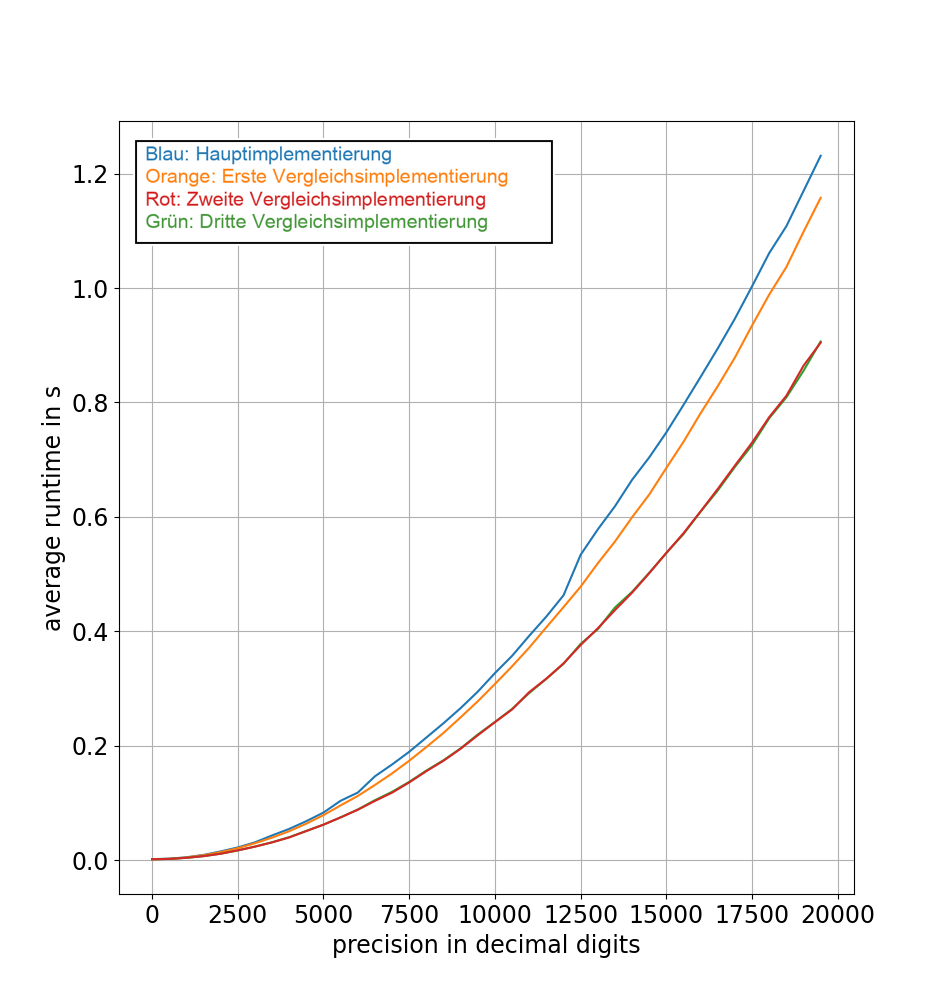 Blau: Hauptimplementierung
Orange: Erste Vergleichsimplementierung
Rot: Zweite Vergleichsimplementierung
Grün: Dritte Vergleichsimplementierung
1.2
1.0
0.8
0.6
0.4
0.2
0.0
average runtime in s
0 2500 5000 7500 10000 12500 15000 17500 20000
precision in decimal digits